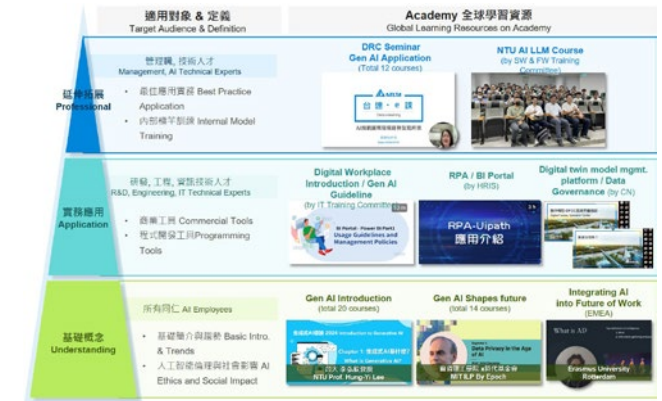 適用對象 & 定義
Target Audience & Definition
Academy 全球學習資源
Global Learning Resources on Academy
延伸拓展
Professional
管理職, 技術人才
Management, AI Technical Experts
• 最佳應用實務 Best Practice
Application
• 內部模型訓練 Internal Model
Training
DRC Seminar
Gen AI Application
(Total 12 courses)
NTU AI LLM Course
(by SW & FW Training
Committee)
實務應用
Application
研發, 工程, 資訊技術人才
R&D, Engineering, IT Technical Experts
• 商業工具 Commercial Tools
• 程式開發工具Programming
Tools
Digital Workplace
Introduction / Gen AI
Guideline
(by IT Training Committee)
BI Portal - Power BI Part1
Usage Guidelines and
Management Policies
RPA / BI Portal
(by HRIS)
RPA-Uipath
應用介紹
Digital twin model mgmt.
platform / Data
Governance (by CN)
基礎概念
Understanding
所有同仁 All Employees
• 基礎簡介與趨勢 Basic Intro.
& Trends
• 人工智能倫理與社會影響 AI
Ethics and Social Impact
Gen AI Introduction
(total 20 courses)
What is Generative AI?
NTU Prof. Hung-Yi Lee
Gen AI Shapes future
(total 14 courses)
Data Privacy in the Age
of AI
MITILP By Epoch
Integrating AI
into Future of Work
(EMEA)
Erasmus University
Rotterdam